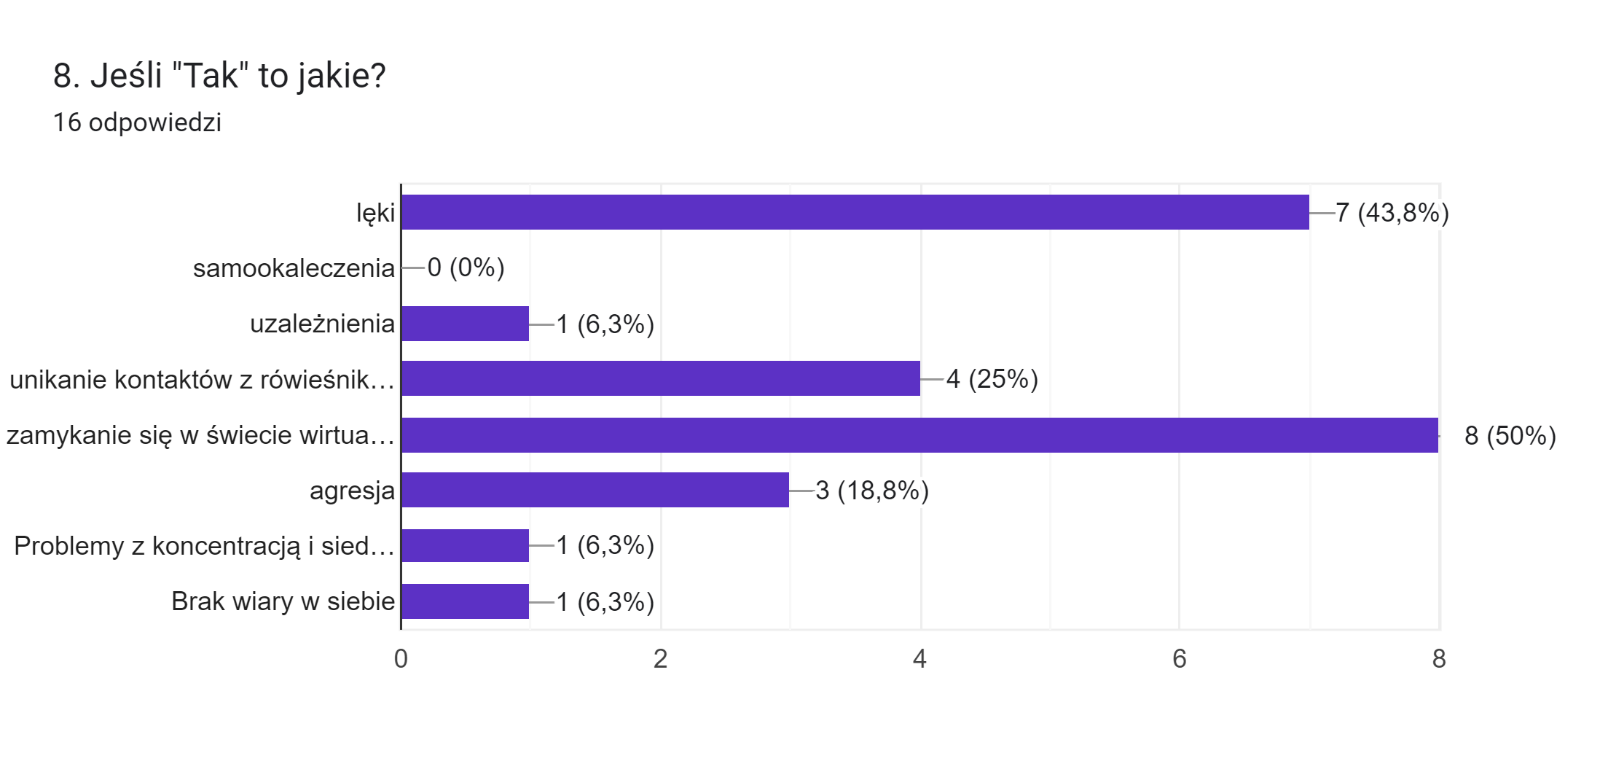 8. Jeśli "Tak" to jakie?
16 odpowiedzi
lęki 7 (43,8%)
samookaleczenia 0 (0%)
uzależnienia 1 (6,3%)
unikanie kontaktów z rówieśnik… 4 (25%)
zamykanie się w świecie wirtua… 8 (50%)
agresja 3 (18,8%)
Problemy z koncentracją i sied… 1 (6,3%)
Brak wiary w siebie 1 (6,3%)
0 2 4 6 8